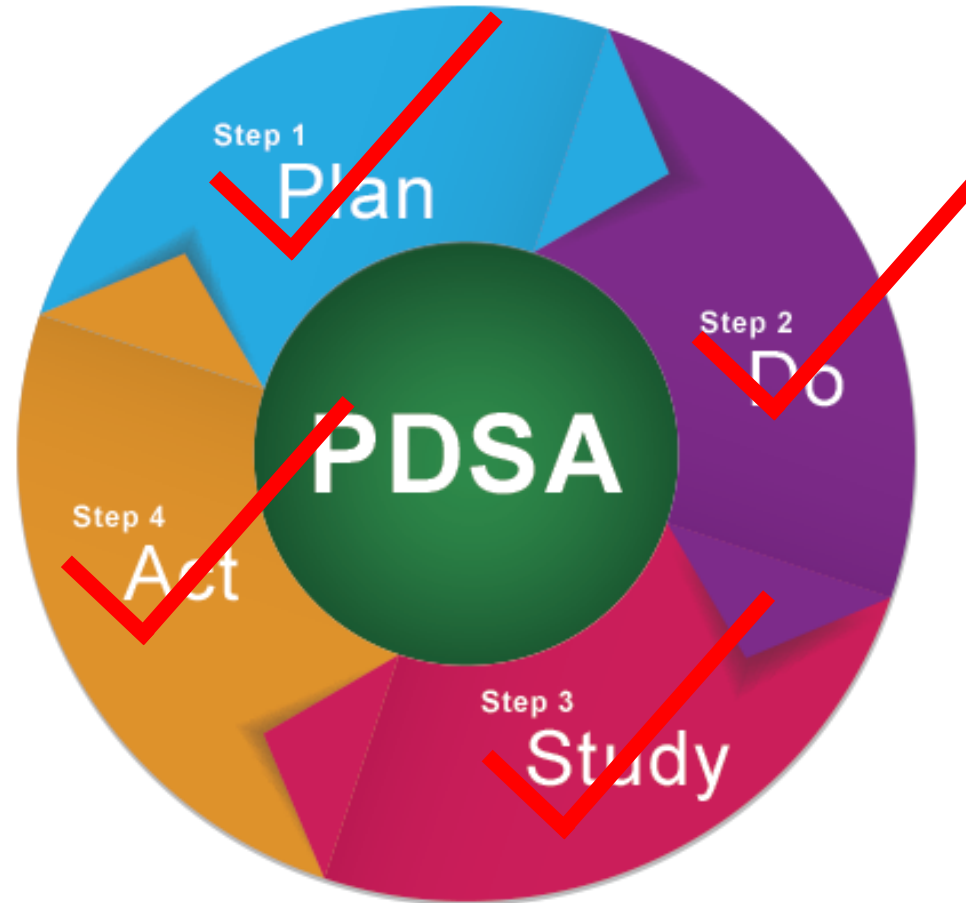 Step 1
Plan
Step 2
Do
PDSA
Step 4
Act
Step 3
Study